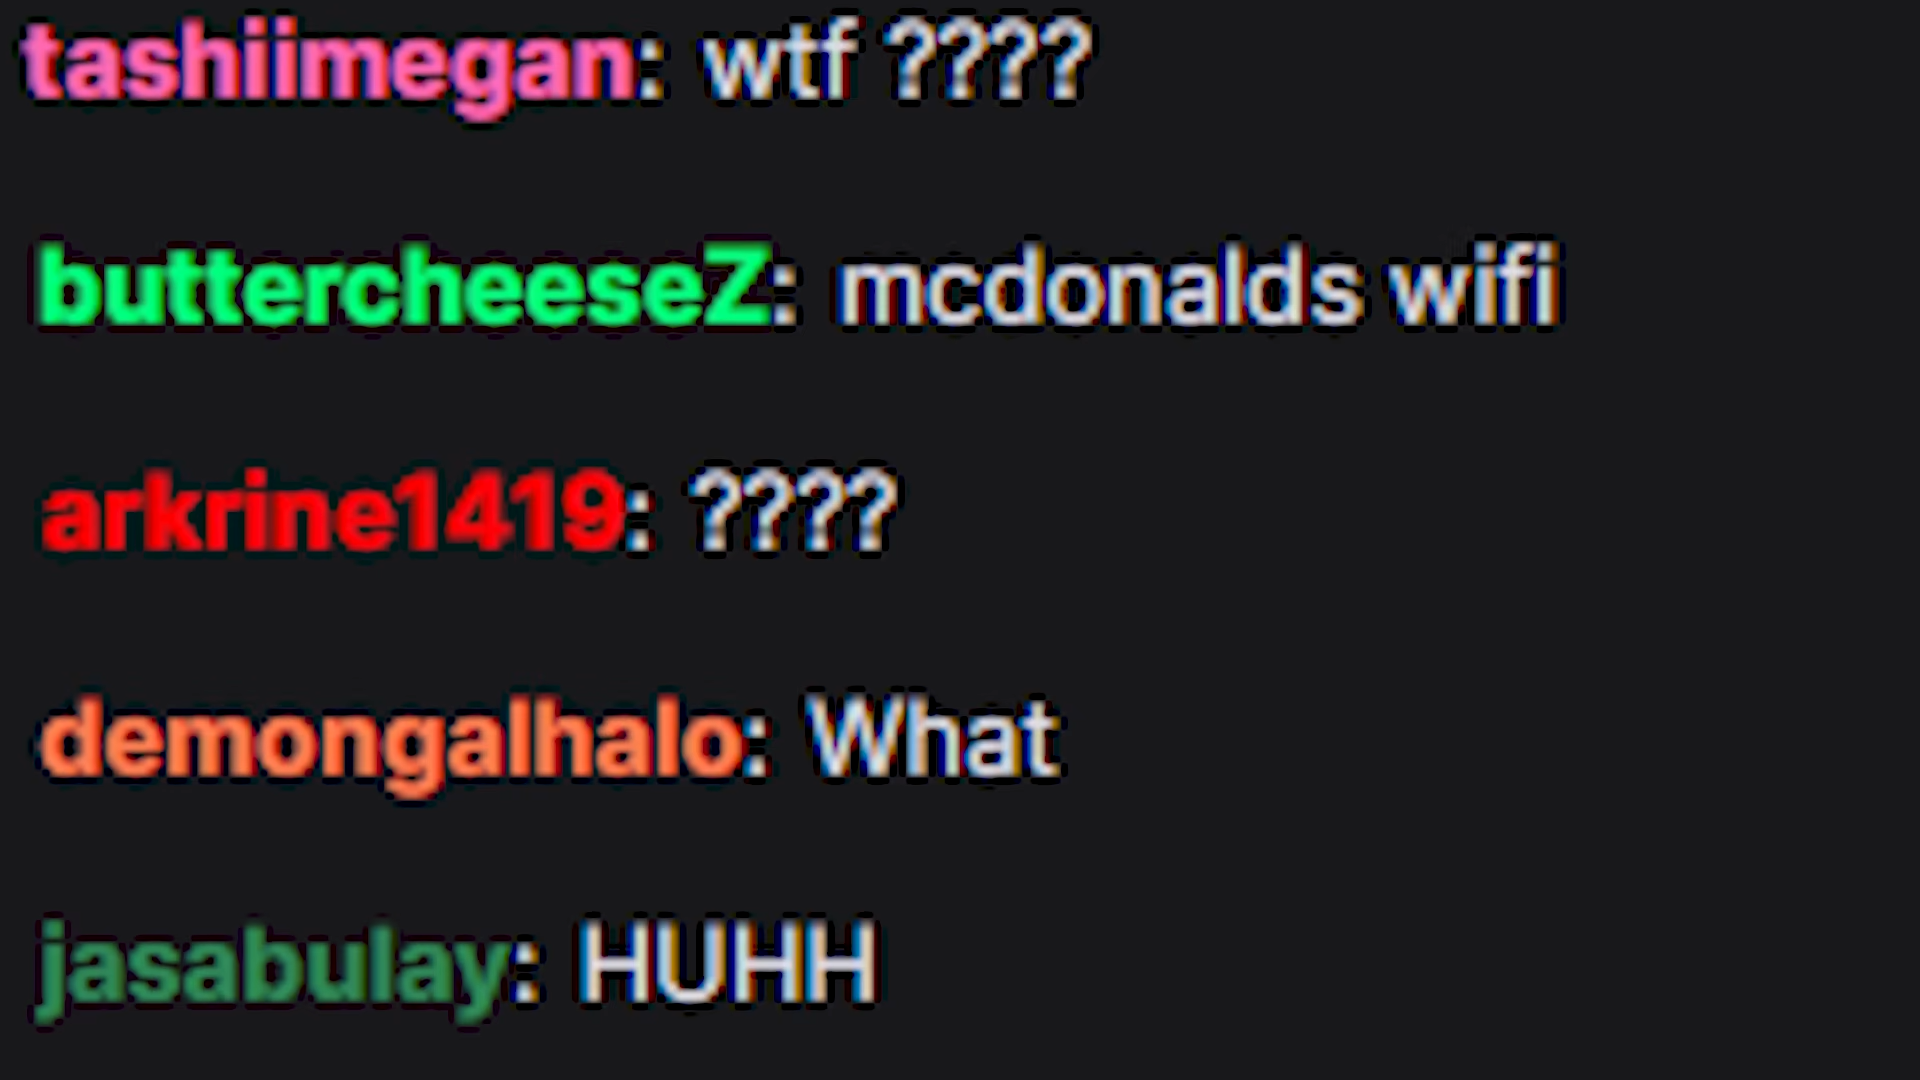 tashiimegan: wtf ????
buttercheeseZ: mcdonalds wifi
arkrine1419: ????
demongalhalo: What
jasabulay: HUHH